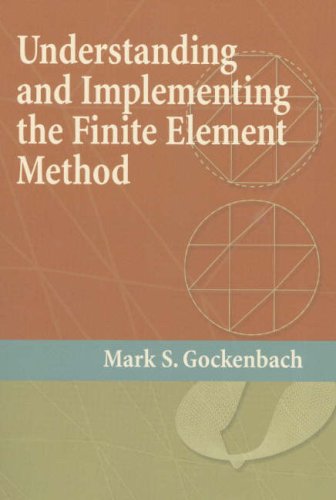 Understanding
and Implementing
the Finite Element
Method
Mark S. Gockenbach